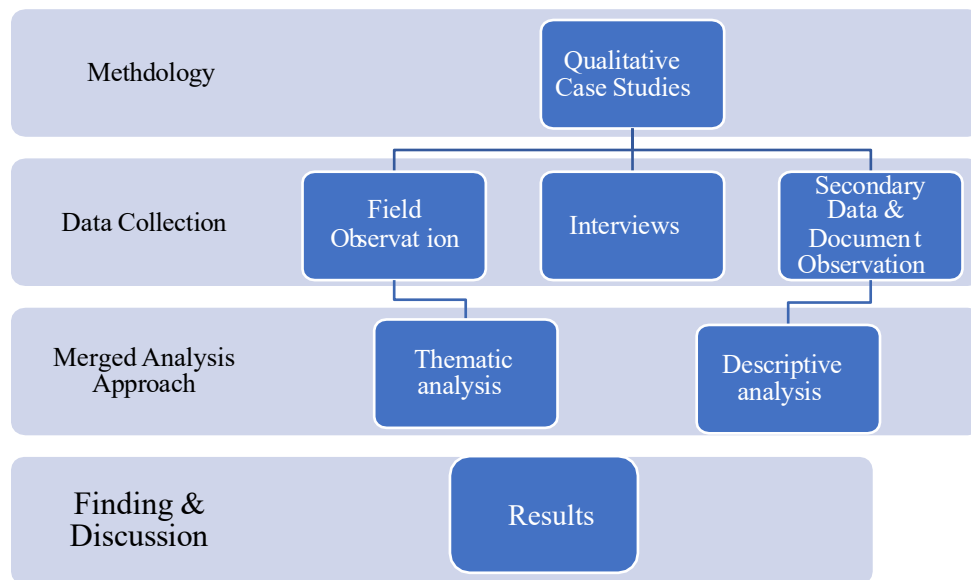 Methdology
Qualitative
Case Studies
Data Collection
Field
Observat ion
Interviews
Secondary
Data &
Document
Observation
Merged Analysis
Approach
Thematic
analysis
Descriptive
analysis
Finding &
Discussion
Results